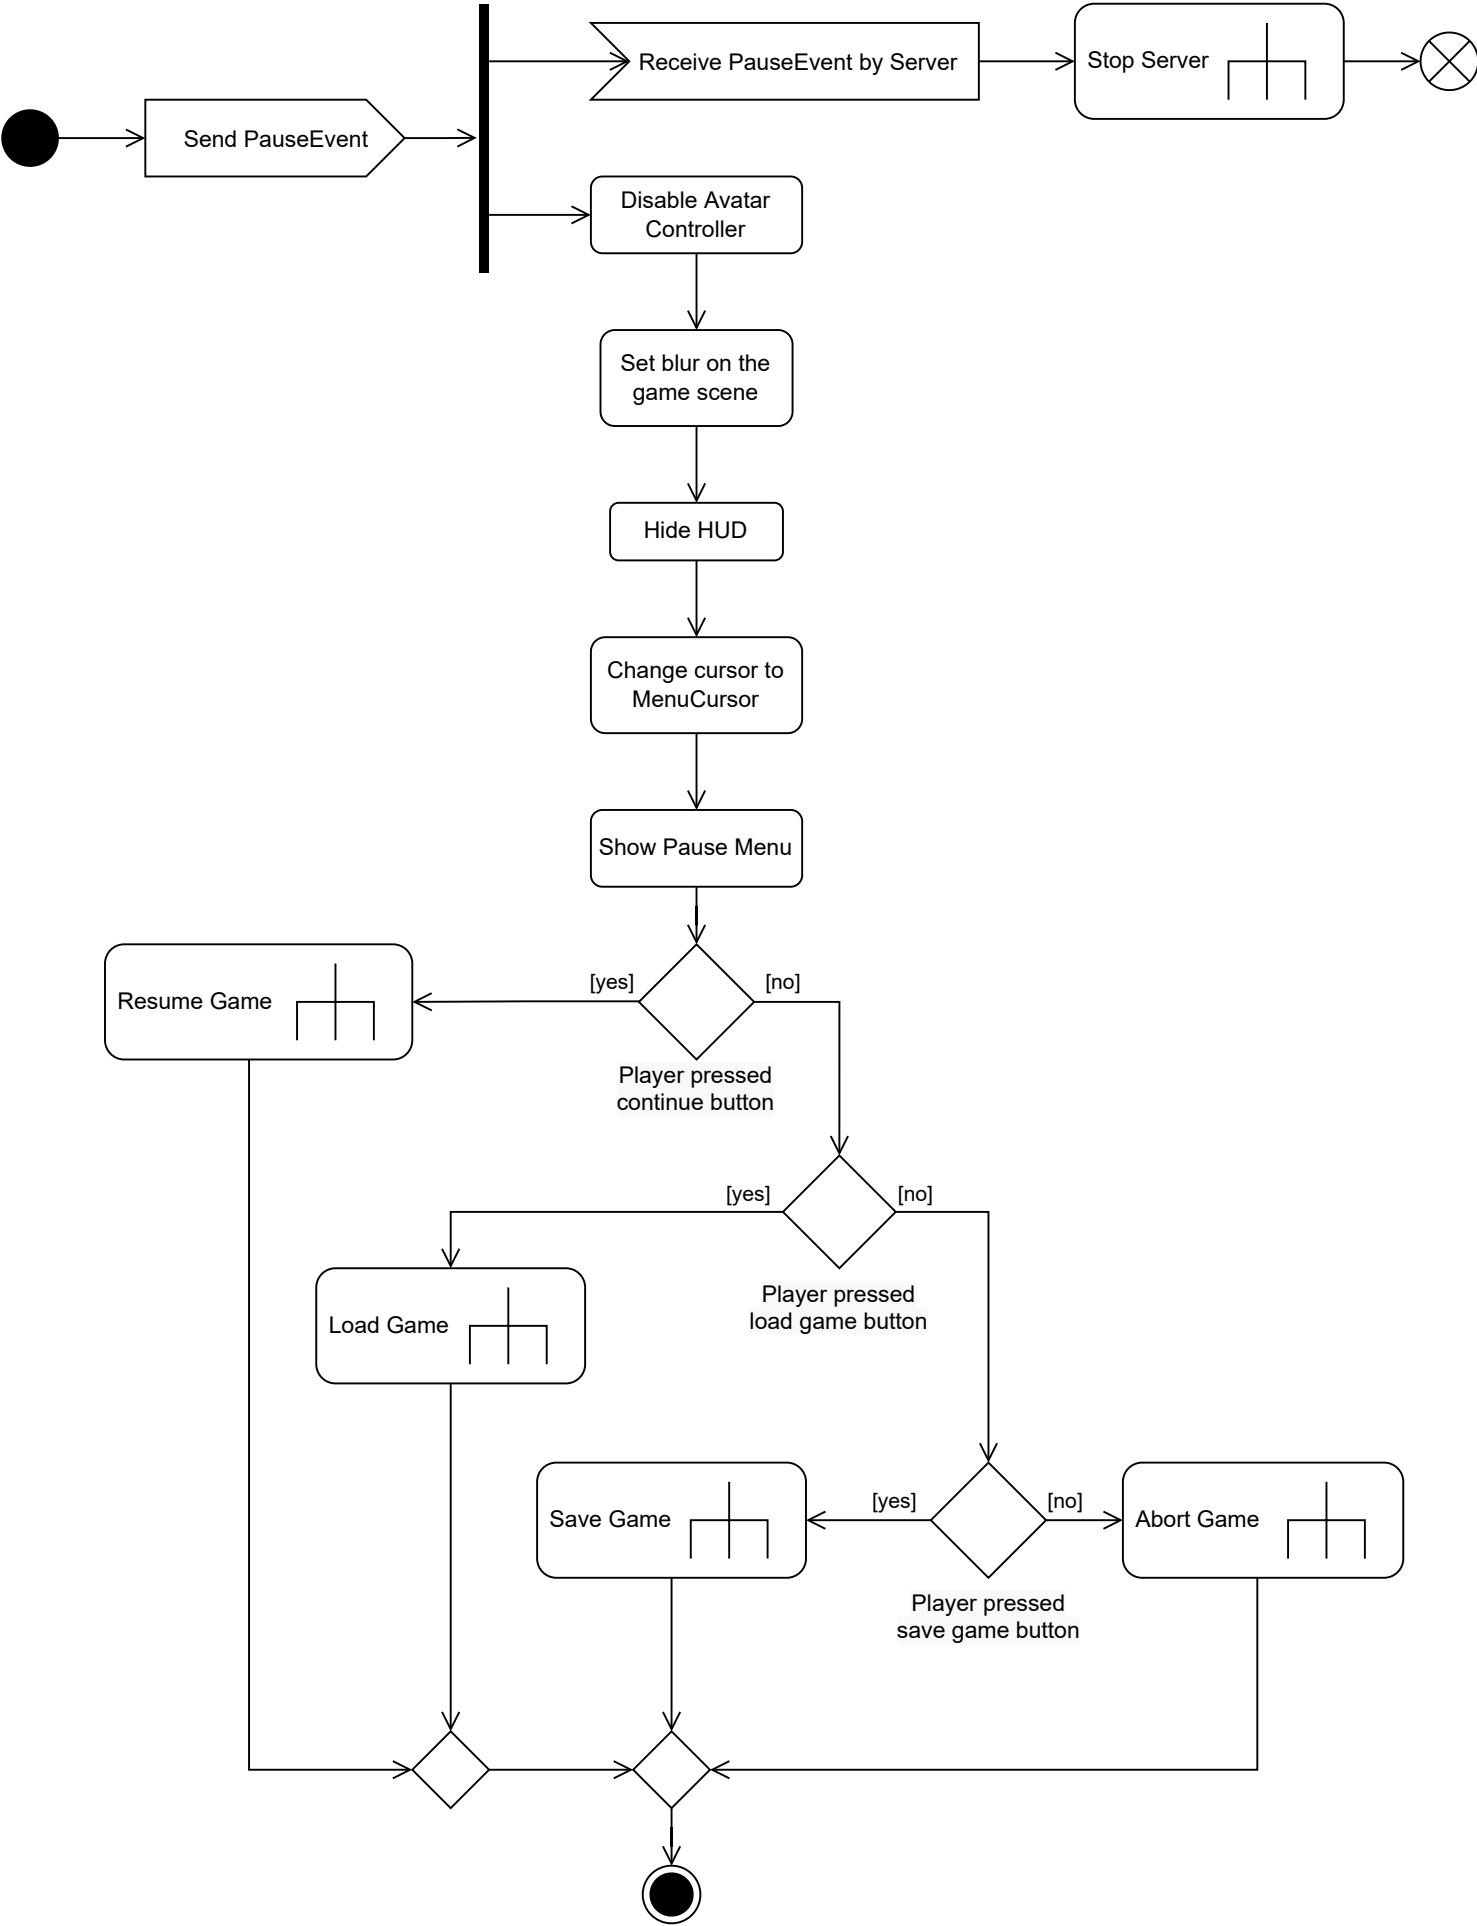 Receive PauseEvent by Server
Stop Server
Send PauseEvent
Disable Avatar
Controller
Set blur on the
game scene
Hide HUD
Change cursor to
MenuCursor
Show Pause Menu
[yes]
[no]
Resume Game
Player pressed
continue button
[yes]
[no]
Load Game
Player pressed
load game button
Save Game
[yes]
[no]
Abort Game
Player pressed
save game button